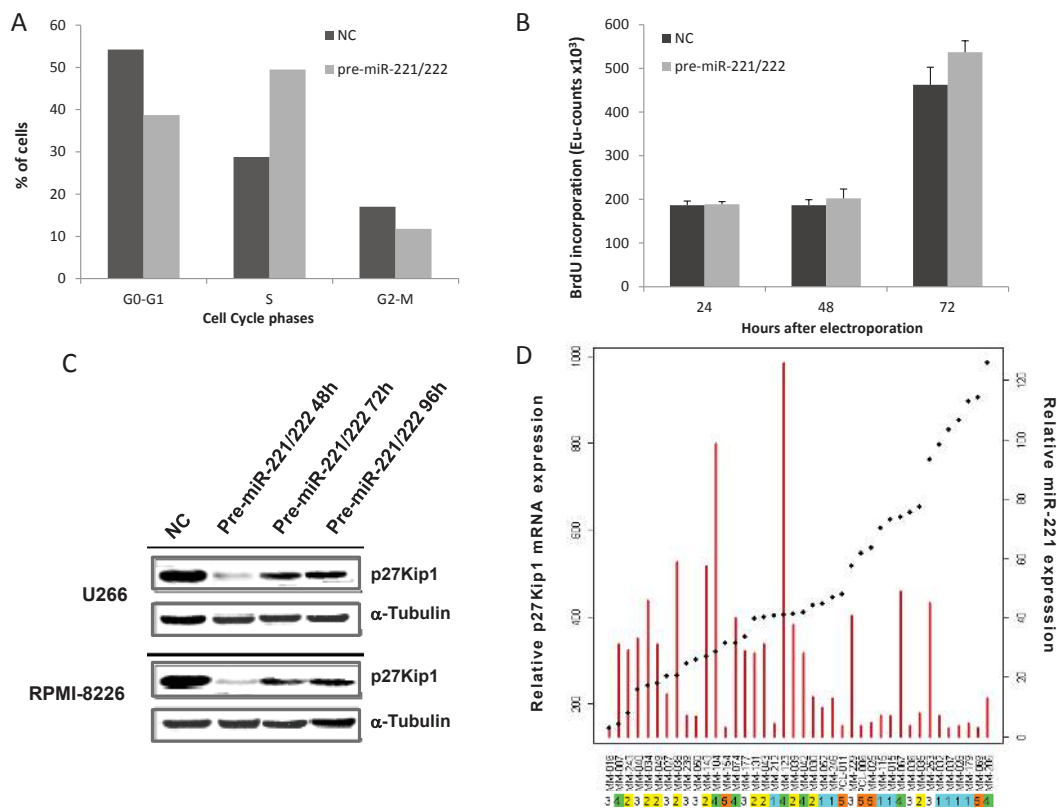 A
60
50
40
30
20
10
0
% of cells
NC
pre-miR-221/222
G0-G1 S G2-M
Cell Cycle phases
B
600
500
400
300
200
100
0
BrdU incorporation (Eu-counts x10³)
NC
pre-miR-221/222
24 48 72
Hours after electroporation
C
NC
Pre-miR-221/222 48h
Pre-miR-221/222 72h
Pre-miR-221/222 96h
U266
p27Kip1
α-Tubulin
RPMI-8226
p27Kip1
α-Tubulin
D
Relative p27Kip1 mRNA expression
1000
800
600
400
200
Relative miR-221 expression
120
100
80
60
40
20
0